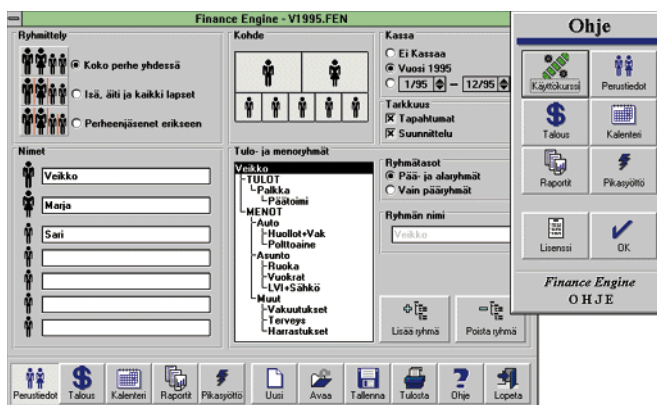 Finance Engine - V1995.FEN
Ryhmittely
Koko perhe yhdessä
Isä, äiti ja kaikki lapset
Perheenjäsenet erikseen
Kohde
Kassa
Ei Kassaa
Vuosi 1995
1/95 – 12/95
Tarkkuus
Tapahtumat
Suunnittelu
Nimet
Veikko
Marja
Sari
Tulo- ja menoryhmät
Veikko
TULOT
Palkka
Päätoimi
MENOT
Auto
Huollot+Vak
Polttoaine
Asunto
Ruoka
Vuokrat
LVI+Sähkö
Muut
Vakuutukset
Terveys
Harrastukset
Ryhmätasot
Pää- ja alaryhmät
Vain pääryhmät
Ryhmän nimi
Veikko
Lisää ryhmä
Poista ryhmä
Perustiedot
Talous
Kalenteri
Raportit
Pikasyöttö
Uusi
Avaa
Tallenna
Tulosta
Ohje
Lopeta
Ohje
Käyttökurssi
Perustiedot
Talous
Kalenteri
Raportit
Pikasyöttö
Lisenssi
OK
Finance Engine
OHJE